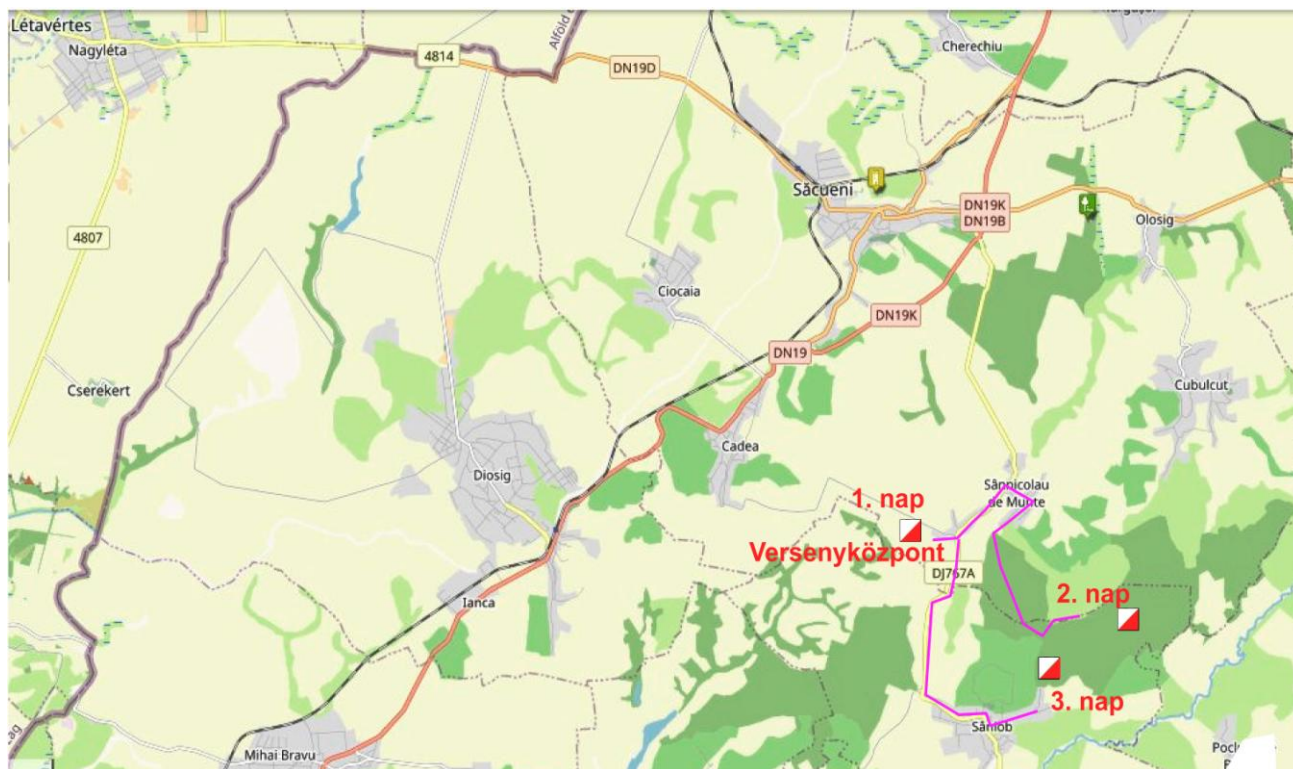 Létavértes
Nagyléta
4814
Alföld
DN19D
Cherechiu
Săcueni
DN19K
DN19B
Olosig
4807
Ciocaia
DN19K
DN19
Cserekert
Cubulcut
Cadea
Diosig
Sânnicolau
de Munte
1. nap
Versenyközpont
DJ767A
Ianca
2. nap
3. nap
Sâniob
Mihai Bravu